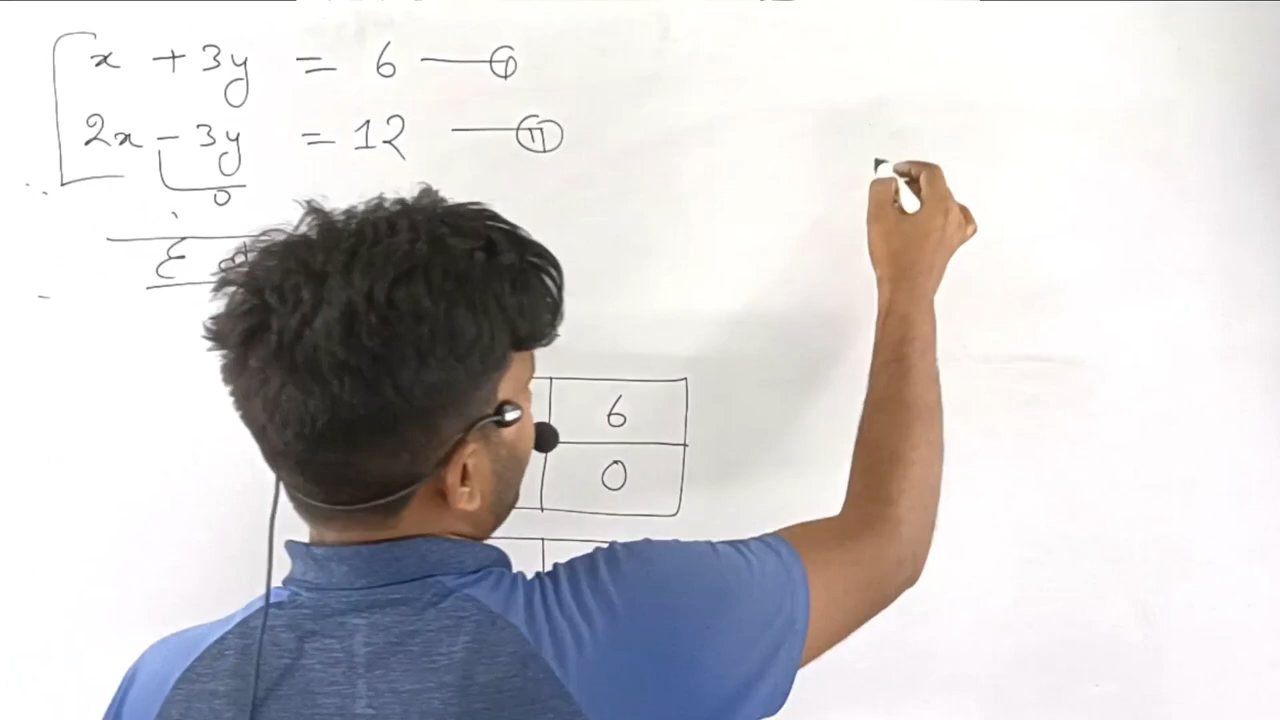 x + 3y = 6 — I
2x - 3y = 12 — II
0
6
0